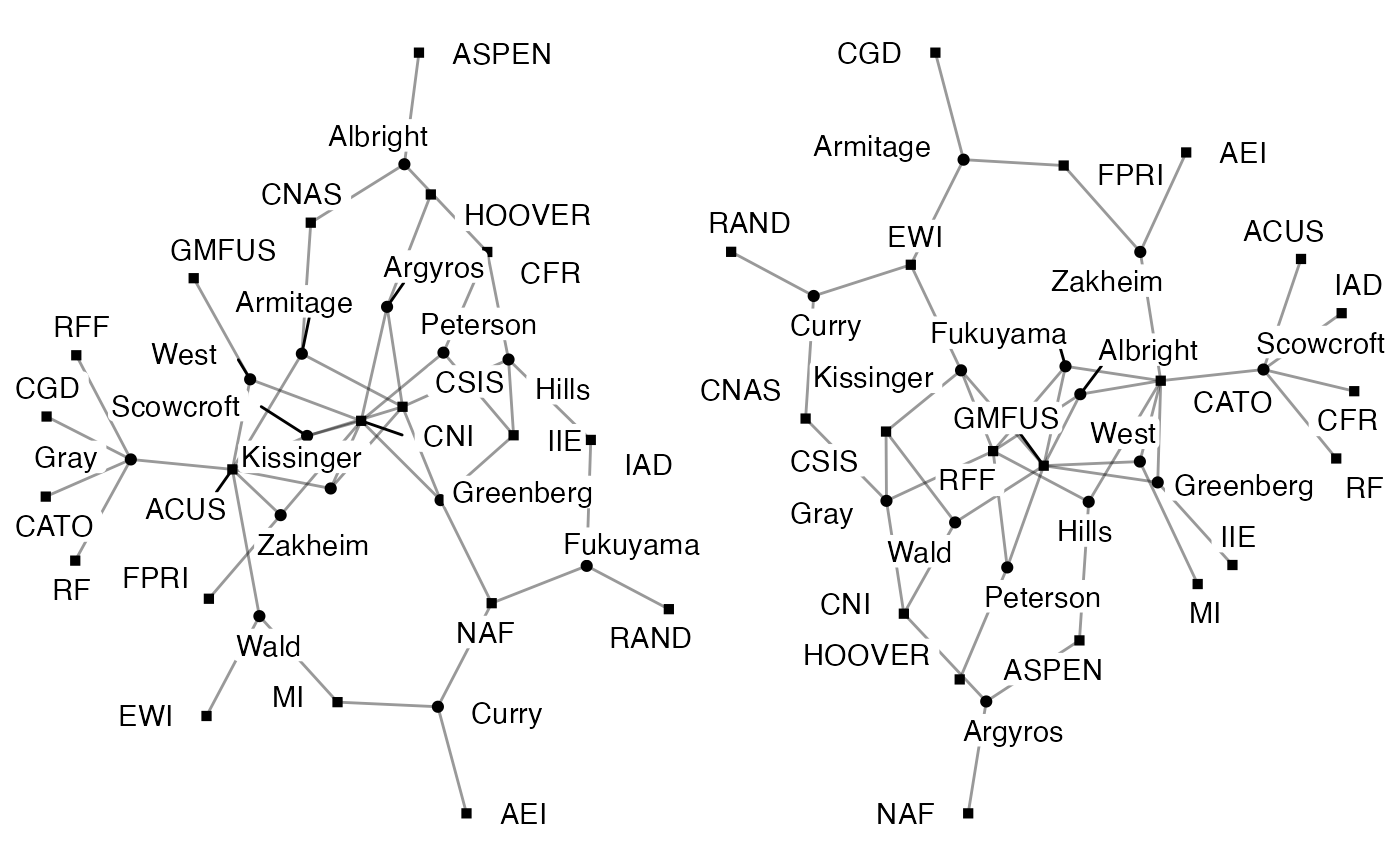 ASPEN
Albright
CNAS
HOOVER
GMFUS
Argyros
CFR
Armitage
RFF
Peterson
West
CGD
CSIS
Hills
Scowcroft
CNI
IIE
Gray
Kissinger
IAD
Greenberg
ACUS
CATO
Zakheim
Fukuyama
FPRI
RF
NAF
RAND
Wald
MI
EWI
Curry
AEI
CGD
Armitage
AEI
FPRI
RAND
ACUS
EWI
Zakheim
IAD
Curry
Fukuyama
Scowcroft
Albright
Kissinger
CNAS
CATO
CFR
GMFUS
West
CSIS
RFF
Greenberg
RF
Gray
Hills
IIE
Wald
Peterson
CNI
MI
HOOVER
ASPEN
Argyros
NAF